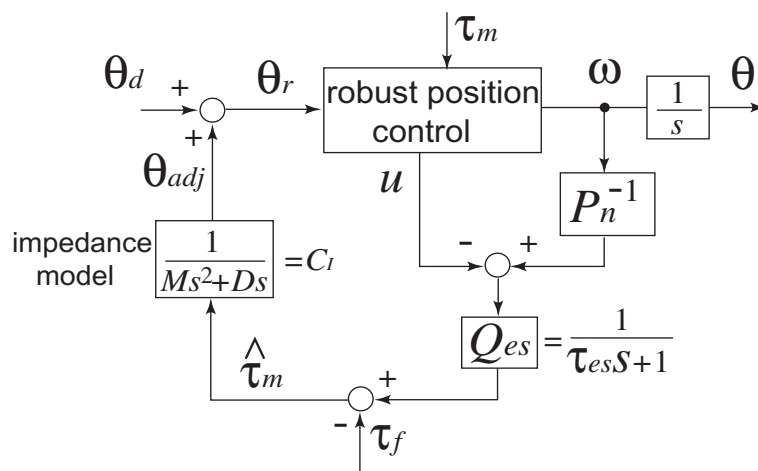 τm
θd
+
θr
robust position
control
ω
1
s
θ
+
θadj
u
Pn⁻¹
impedance
model
1
Ms²+Ds
=CI
-
+
Qes
=
1
τess+1
τ̂m
+
-
τf